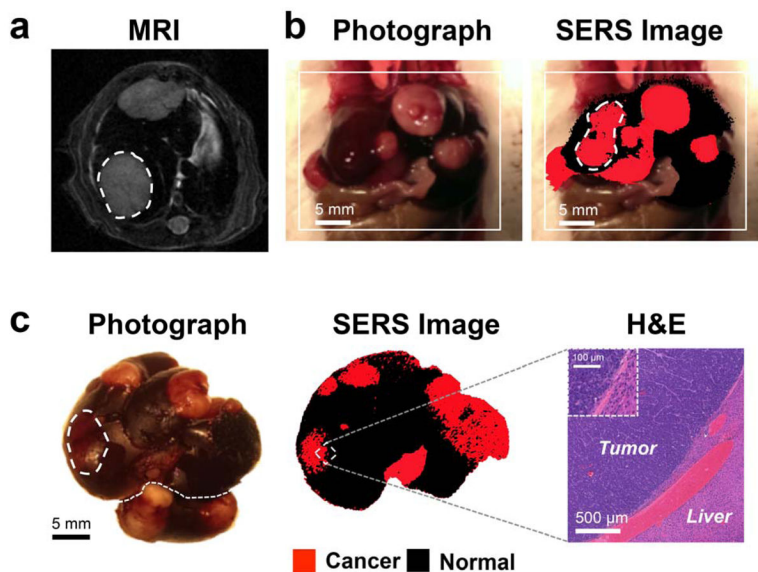 a
MRI
b
Photograph
SERS Image
5 mm
5 mm
c
Photograph
SERS Image
H&E
100 µm
Tumor
500 µm
Liver
5 mm
Cancer
Normal